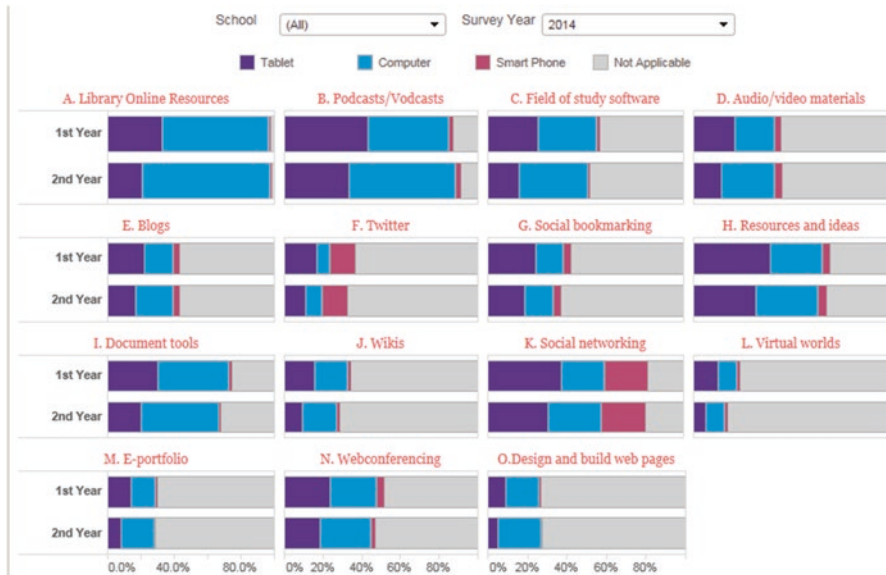 School (All) Survey Year 2014
Tablet Computer Smart Phone Not Applicable
A. Library Online Resources B. Podcasts/Vodcasts C. Field of study software D. Audio/video materials
1st Year
2nd Year
E. Blogs F. Twitter G. Social bookmarking H. Resources and ideas
1st Year
2nd Year
I. Document tools J. Wikis K. Social networking L. Virtual worlds
1st Year
2nd Year
M. E-portfolio N. Webconferencing O.Design and build web pages
1st Year
2nd Year
0.0% 40.0% 80.0% 0% 20% 40% 60% 80% 0% 20% 40% 60% 80%